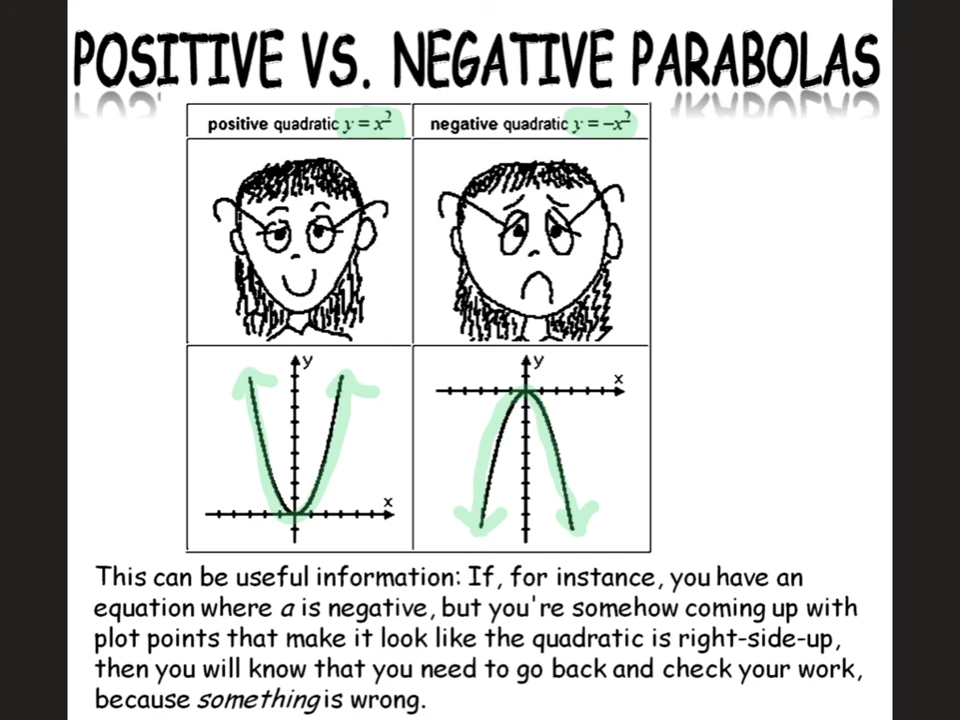 POSITIVE VS. NEGATIVE PARABOLAS
positive quadratic y = x²
negative quadratic y = –x²
y
x
y
x
This can be useful information: If, for instance, you have an
equation where a is negative, but you're somehow coming up with
plot points that make it look like the quadratic is right-side-up,
then you will know that you need to go back and check your work,
because something is wrong.